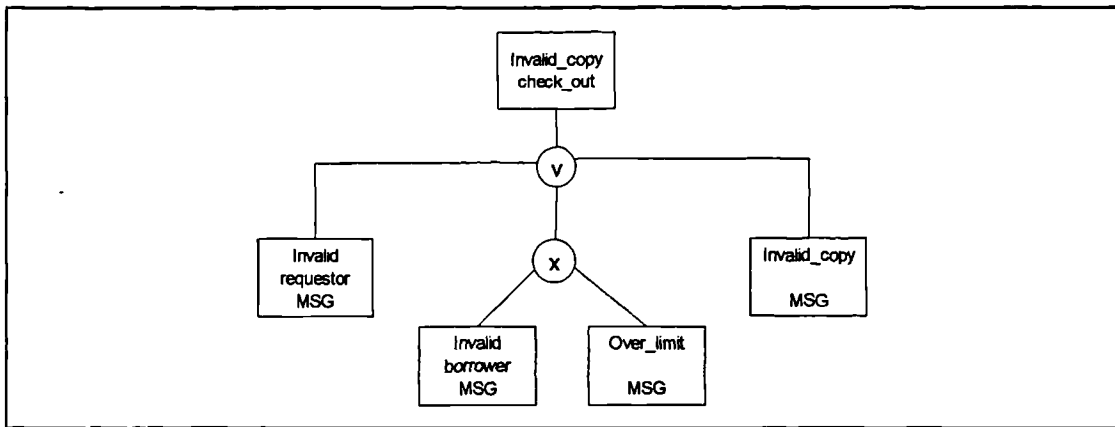 Invalid_copy
check_out
v
Invalid
requestor
MSG
x
Invalid_copy
MSG
Invalid
borrower
MSG
Over_limit
MSG